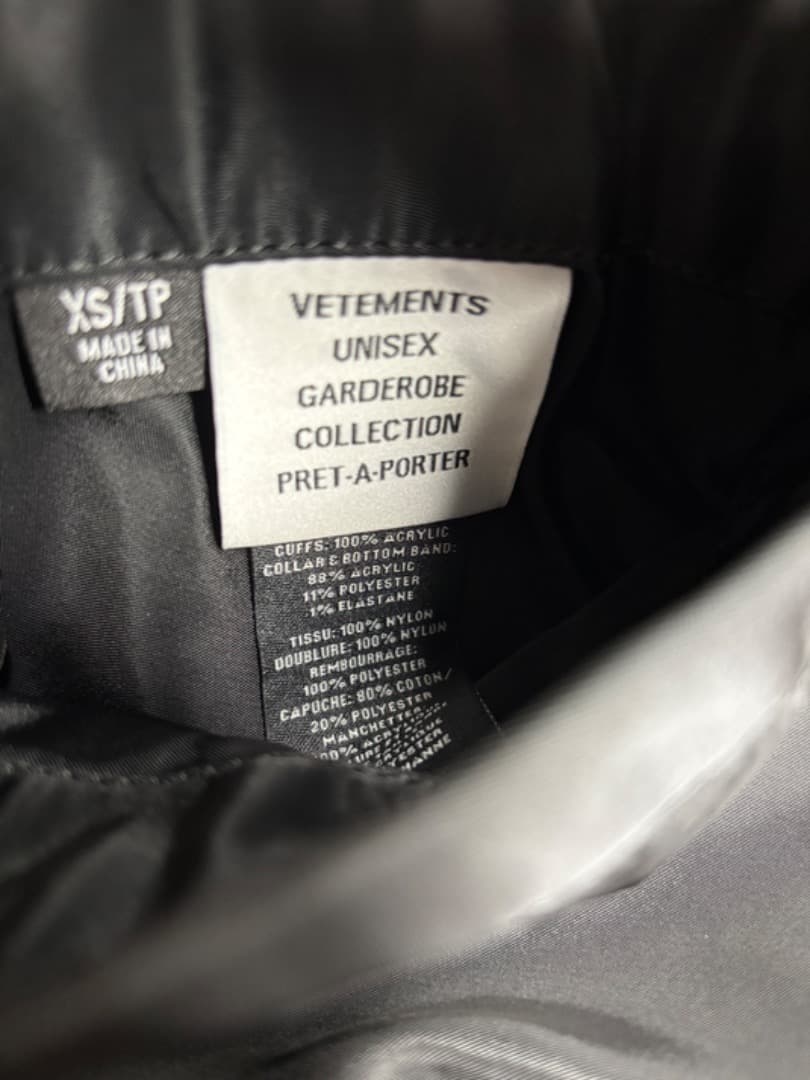 XS/TP
MADE IN
CHINA
VETEMENTS
UNISEX
GARDEROBE
COLLECTION
PRET-A-PORTER
CUFFS: 100% ACRYLIC
COLLAR & BOTTOM BAND:
88% ACRYLIC
11% POLYESTER
1% ELASTANE
TISSU: 100% NYLON
DOUBLURE: 100% NYLON
REMBOURRAGE:
100% POLYESTER
CAPUCHE: 80% COTON/
20% POLYESTER
MANCHETTES: